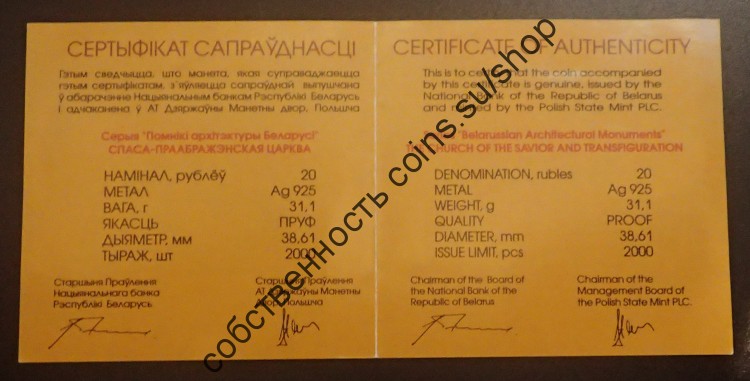 СЕРТЫФІКАТ САПРАЎДНАСЦІ
Гэтым сведчыцца, што манета, якая суправаджаецца
гэтым сертыфікатам, з'яўляецца сапраўднай выпушчана
ў абарачэнне Нацыянальным банкам Рэспублікі Беларусь
і адчаканена ў АТ Дзяржаўны Манетны двор, Польшча
Серыя "Помнікі архітэктуры Беларусі"
СПАСА-ПРААБРАЖЭНСКАЯ ЦАРКВА
НАМІНАЛ, рублёў 20
МЕТАЛ Ag 925
ВАГА, г 31,1
ЯКАСЦЬ ПРУФ
ДЫЯМЕТР, мм 38,61
ТЫРАЖ, шт 2000
Старшыня Праўлення
Нацыянальнага банка
Рэспублікі Беларусь
Старшыня Праўлення
АТ Дзяржаўны Манетны
двор, Польшча
CERTIFICATE OF AUTHENTICITY
This is to certify that the coin accompanied
by this certificate is genuine, issued by the
National Bank of the Republic of Belarus
and minted by the Polish State Mint PLC.
"Belarussian Architectural Monuments"
THE CHURCH OF THE SAVIOR AND TRANSFIGURATION
DENOMINATION, rubles 20
METAL Ag 925
WEIGHT, g 31,1
QUALITY PROOF
DIAMETER, mm 38,61
ISSUE LIMIT, pcs 2000
Chairman of the Board of
the National Bank of the
Republic of Belarus
Chairman of the
Management Board of
the Polish State Mint PLC.
собственность coins.su/shop